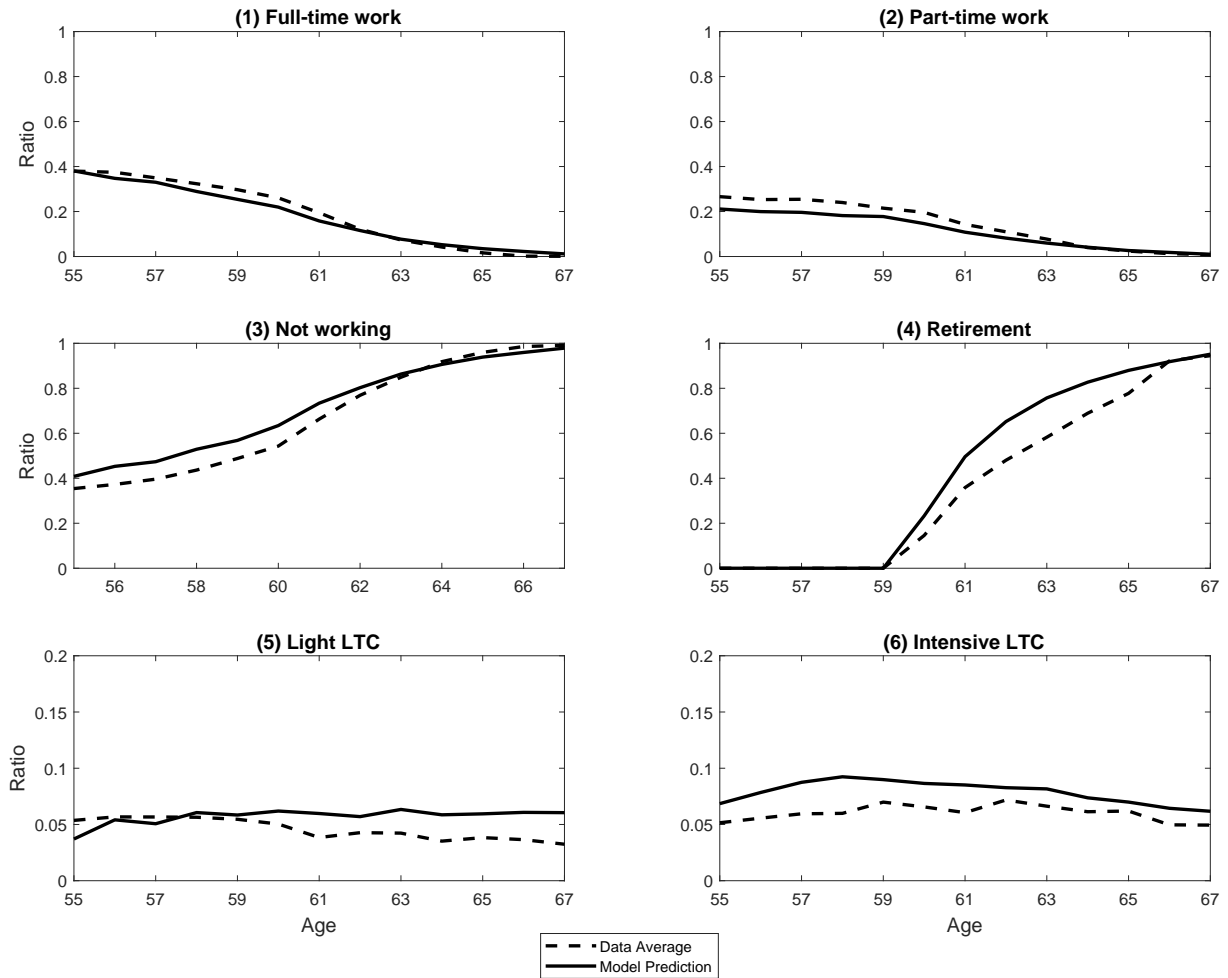 (1) Full-time work
1
0.8
0.6
0.4
0.2
0
Ratio
55 57 59 61 63 65 67
(2) Part-time work
1
0.8
0.6
0.4
0.2
0
55 57 59 61 63 65 67
(3) Not working
1
0.8
0.6
0.4
0.2
0
Ratio
56 58 60 62 64 66
(4) Retirement
1
0.8
0.6
0.4
0.2
0
55 57 59 61 63 65 67
(5) Light LTC
0.2
0.15
0.1
0.05
0
Ratio
55 57 59 61 63 65 67
Age
(6) Intensive LTC
0.2
0.15
0.1
0.05
0
55 57 59 61 63 65 67
Age
Data Average
Model Prediction